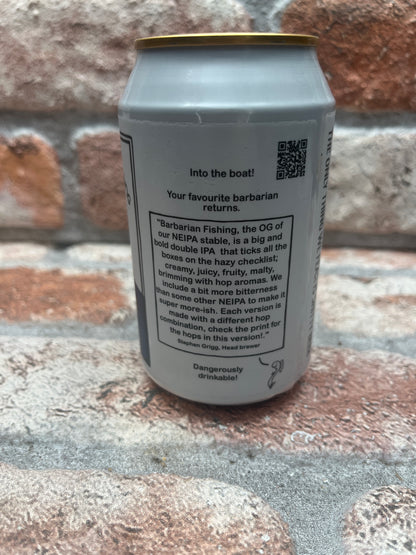 Into the boat!
Your favourite barbarian
returns.
"Barbarian Fishing, the OG of
our NEIPA stable, is a big and
bold double IPA that ticks all the
boxes on the hazy checklist;
creamy, juicy, fruity, malty,
brimming with hop aromas. We
include a bit more bitterness
than some other NEIPA to make it
super more-ish. Each version is
made with a different hop
combination, check the print for
the hops in this version!."
Stephen Grigg, Head brewer
Dangerously
drinkable!